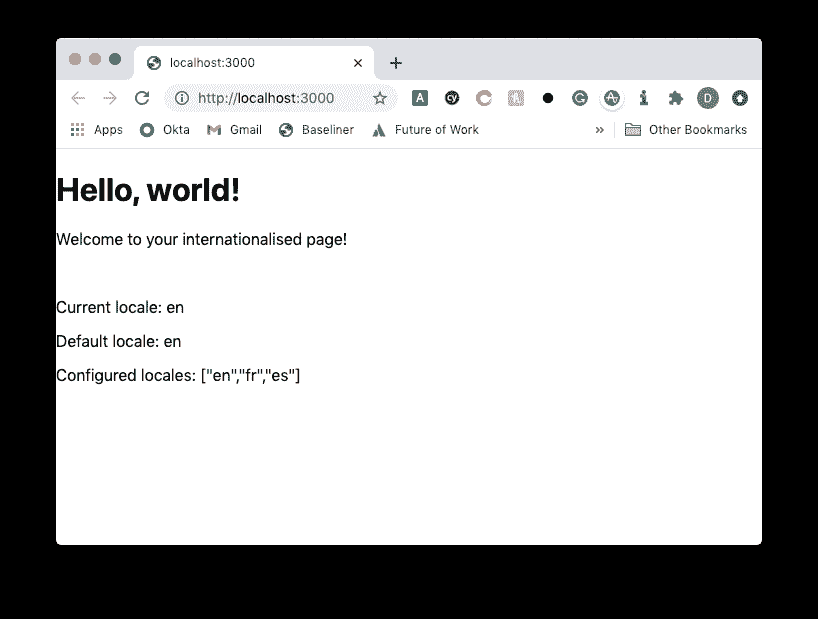 localhost:3000
http://localhost:3000
A
cy
C
G
D
Apps
Okta
Gmail
Baseliner
Future of Work
»
Other Bookmarks
Hello, world!
Welcome to your internationalised page!
Current locale: en
Default locale: en
Configured locales: ["en","fr","es"]